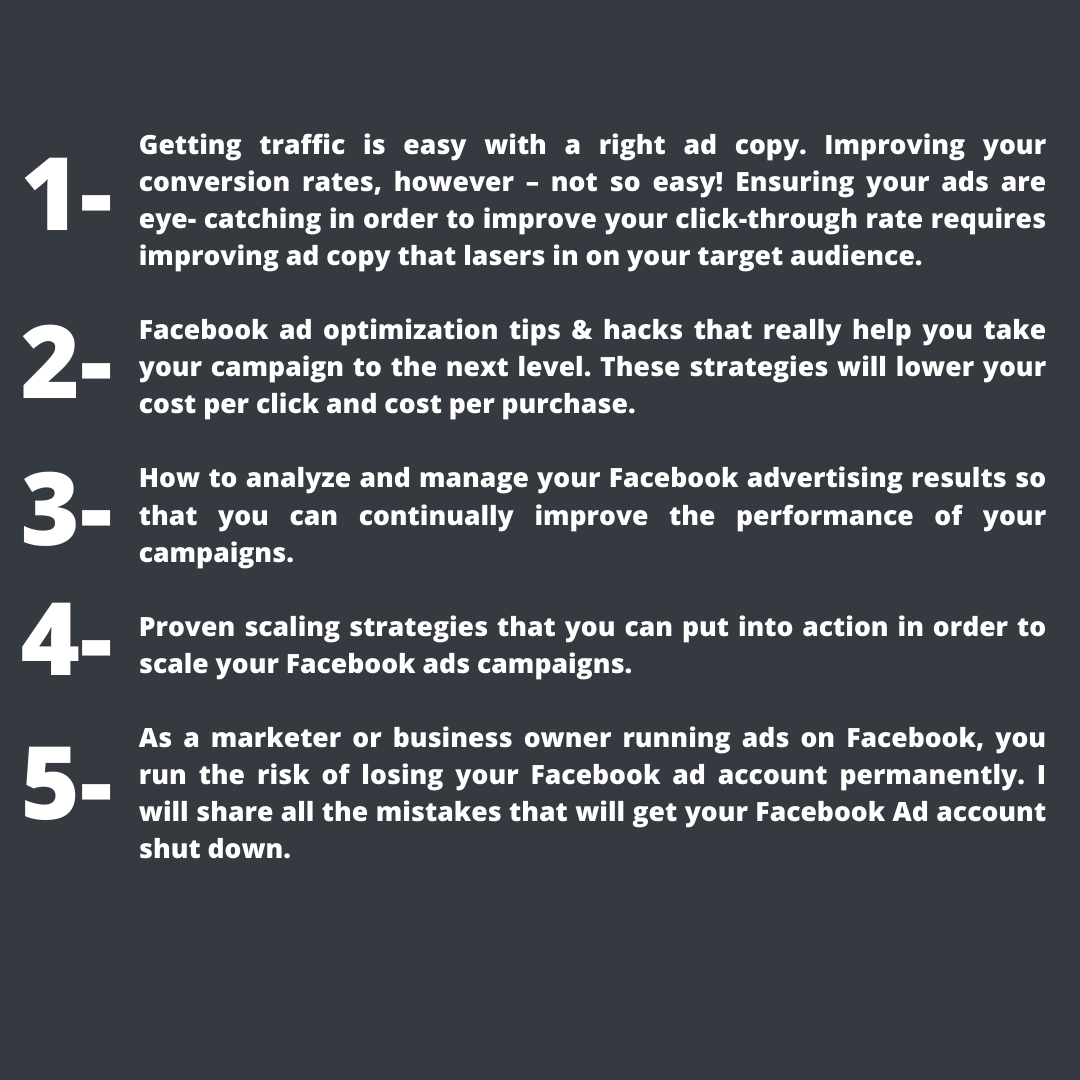 1- Getting traffic is easy with a right ad copy. Improving your
conversion rates, however – not so easy! Ensuring your ads are
eye- catching in order to improve your click-through rate requires
improving ad copy that lasers in on your target audience.
2- Facebook ad optimization tips & hacks that really help you take
your campaign to the next level. These strategies will lower your
cost per click and cost per purchase.
3- How to analyze and manage your Facebook advertising results so
that you can continually improve the performance of your
campaigns.
4- Proven scaling strategies that you can put into action in order to
scale your Facebook ads campaigns.
5- As a marketer or business owner running ads on Facebook, you
run the risk of losing your Facebook ad account permanently. I
will share all the mistakes that will get your Facebook Ad account
shut down.